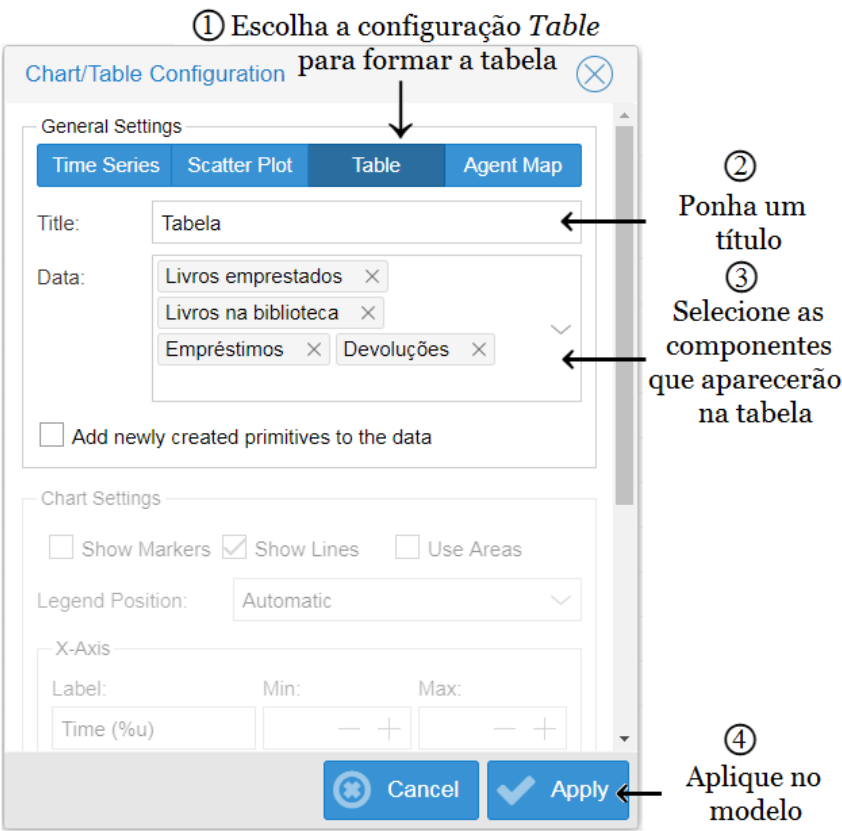 ① Escolha a configuração Table
para formar a tabela
Chart/Table Configuration
General Settings
Time Series Scatter Plot Table Agent Map
Title: Tabela
②
Ponha um
título
Data: Livros emprestados ×
Livros na biblioteca ×
Empréstimos × Devoluções ×
③
Selecione as
componentes
que aparecerão
na tabela
Add newly created primitives to the data
Chart Settings
Show Markers Show Lines Use Areas
Legend Position: Automatic
X-Axis
Label: Min: Max:
Time (%u)
Cancel Apply
④
Aplique no
modelo